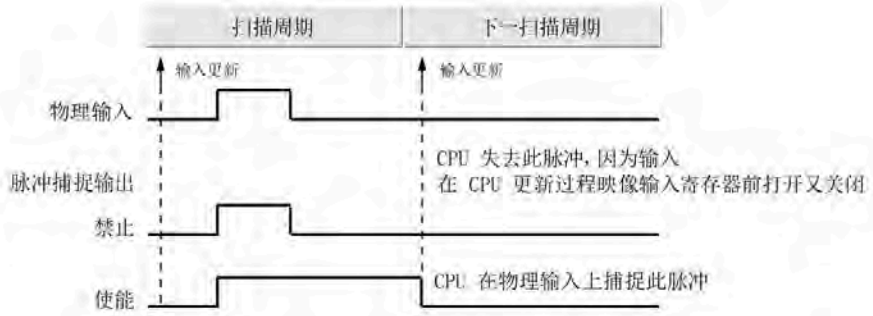 扫描周期
下一扫描周期
输入更新
输入更新
物理输入
CPU 失去此脉冲，因为输入
脉冲捕捉输出
在 CPU 更新过程映像输入寄存器前打开又关闭
禁止
CPU 在物理输入上捕捉此脉冲
使能